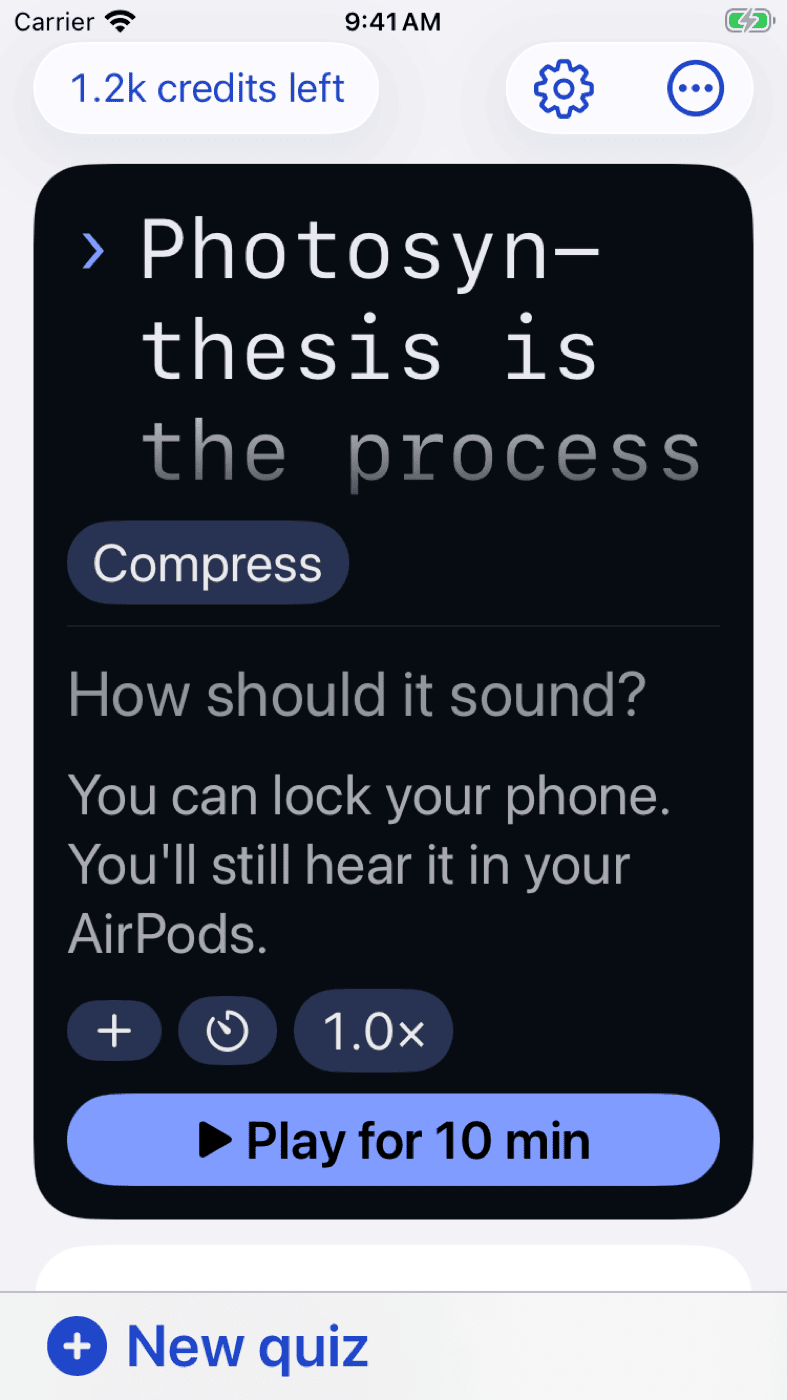 Carrier 9:41 AM
1.2k credits left
› Photosyn-
thesis is
the process
Compress
How should it sound?
You can lock your phone.
You'll still hear it in your
AirPods.
1.0×
Play for 10 min
New quiz